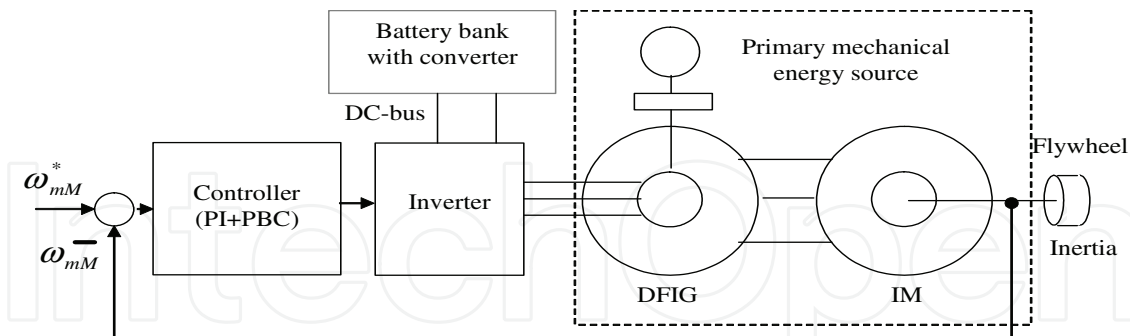 Battery bank
with converter
Primary mechanical
energy source
DC-bus
Flywheel
ω*mM
Controller
(PI+PBC)
Inverter
ωmM
Inertia
DFIG
IM
IntechOpen